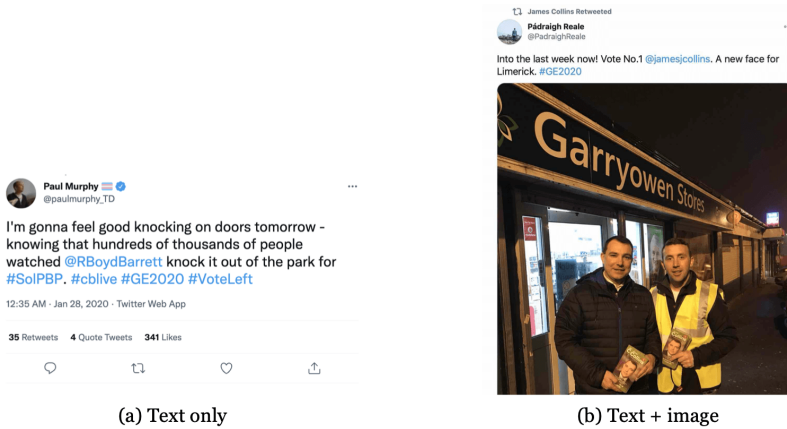 James Collins Retweeted
Pádraigh Reale
@PadraighReale
Into the last week now! Vote No.1 @jamesjcollins. A new face for
Limerick. #GE2020
Garryowen Stores
Paul Murphy
@paulmurphy_TD
I'm gonna feel good knocking on doors tomorrow -
knowing that hundreds of thousands of people
watched @RBoydBarrett knock it out of the park for
#SolPBP. #cblive #GE2020 #VoteLeft
12:35 AM · Jan 28, 2020 · Twitter Web App
35 Retweets 4 Quote Tweets 341 Likes
(a) Text only
(b) Text + image